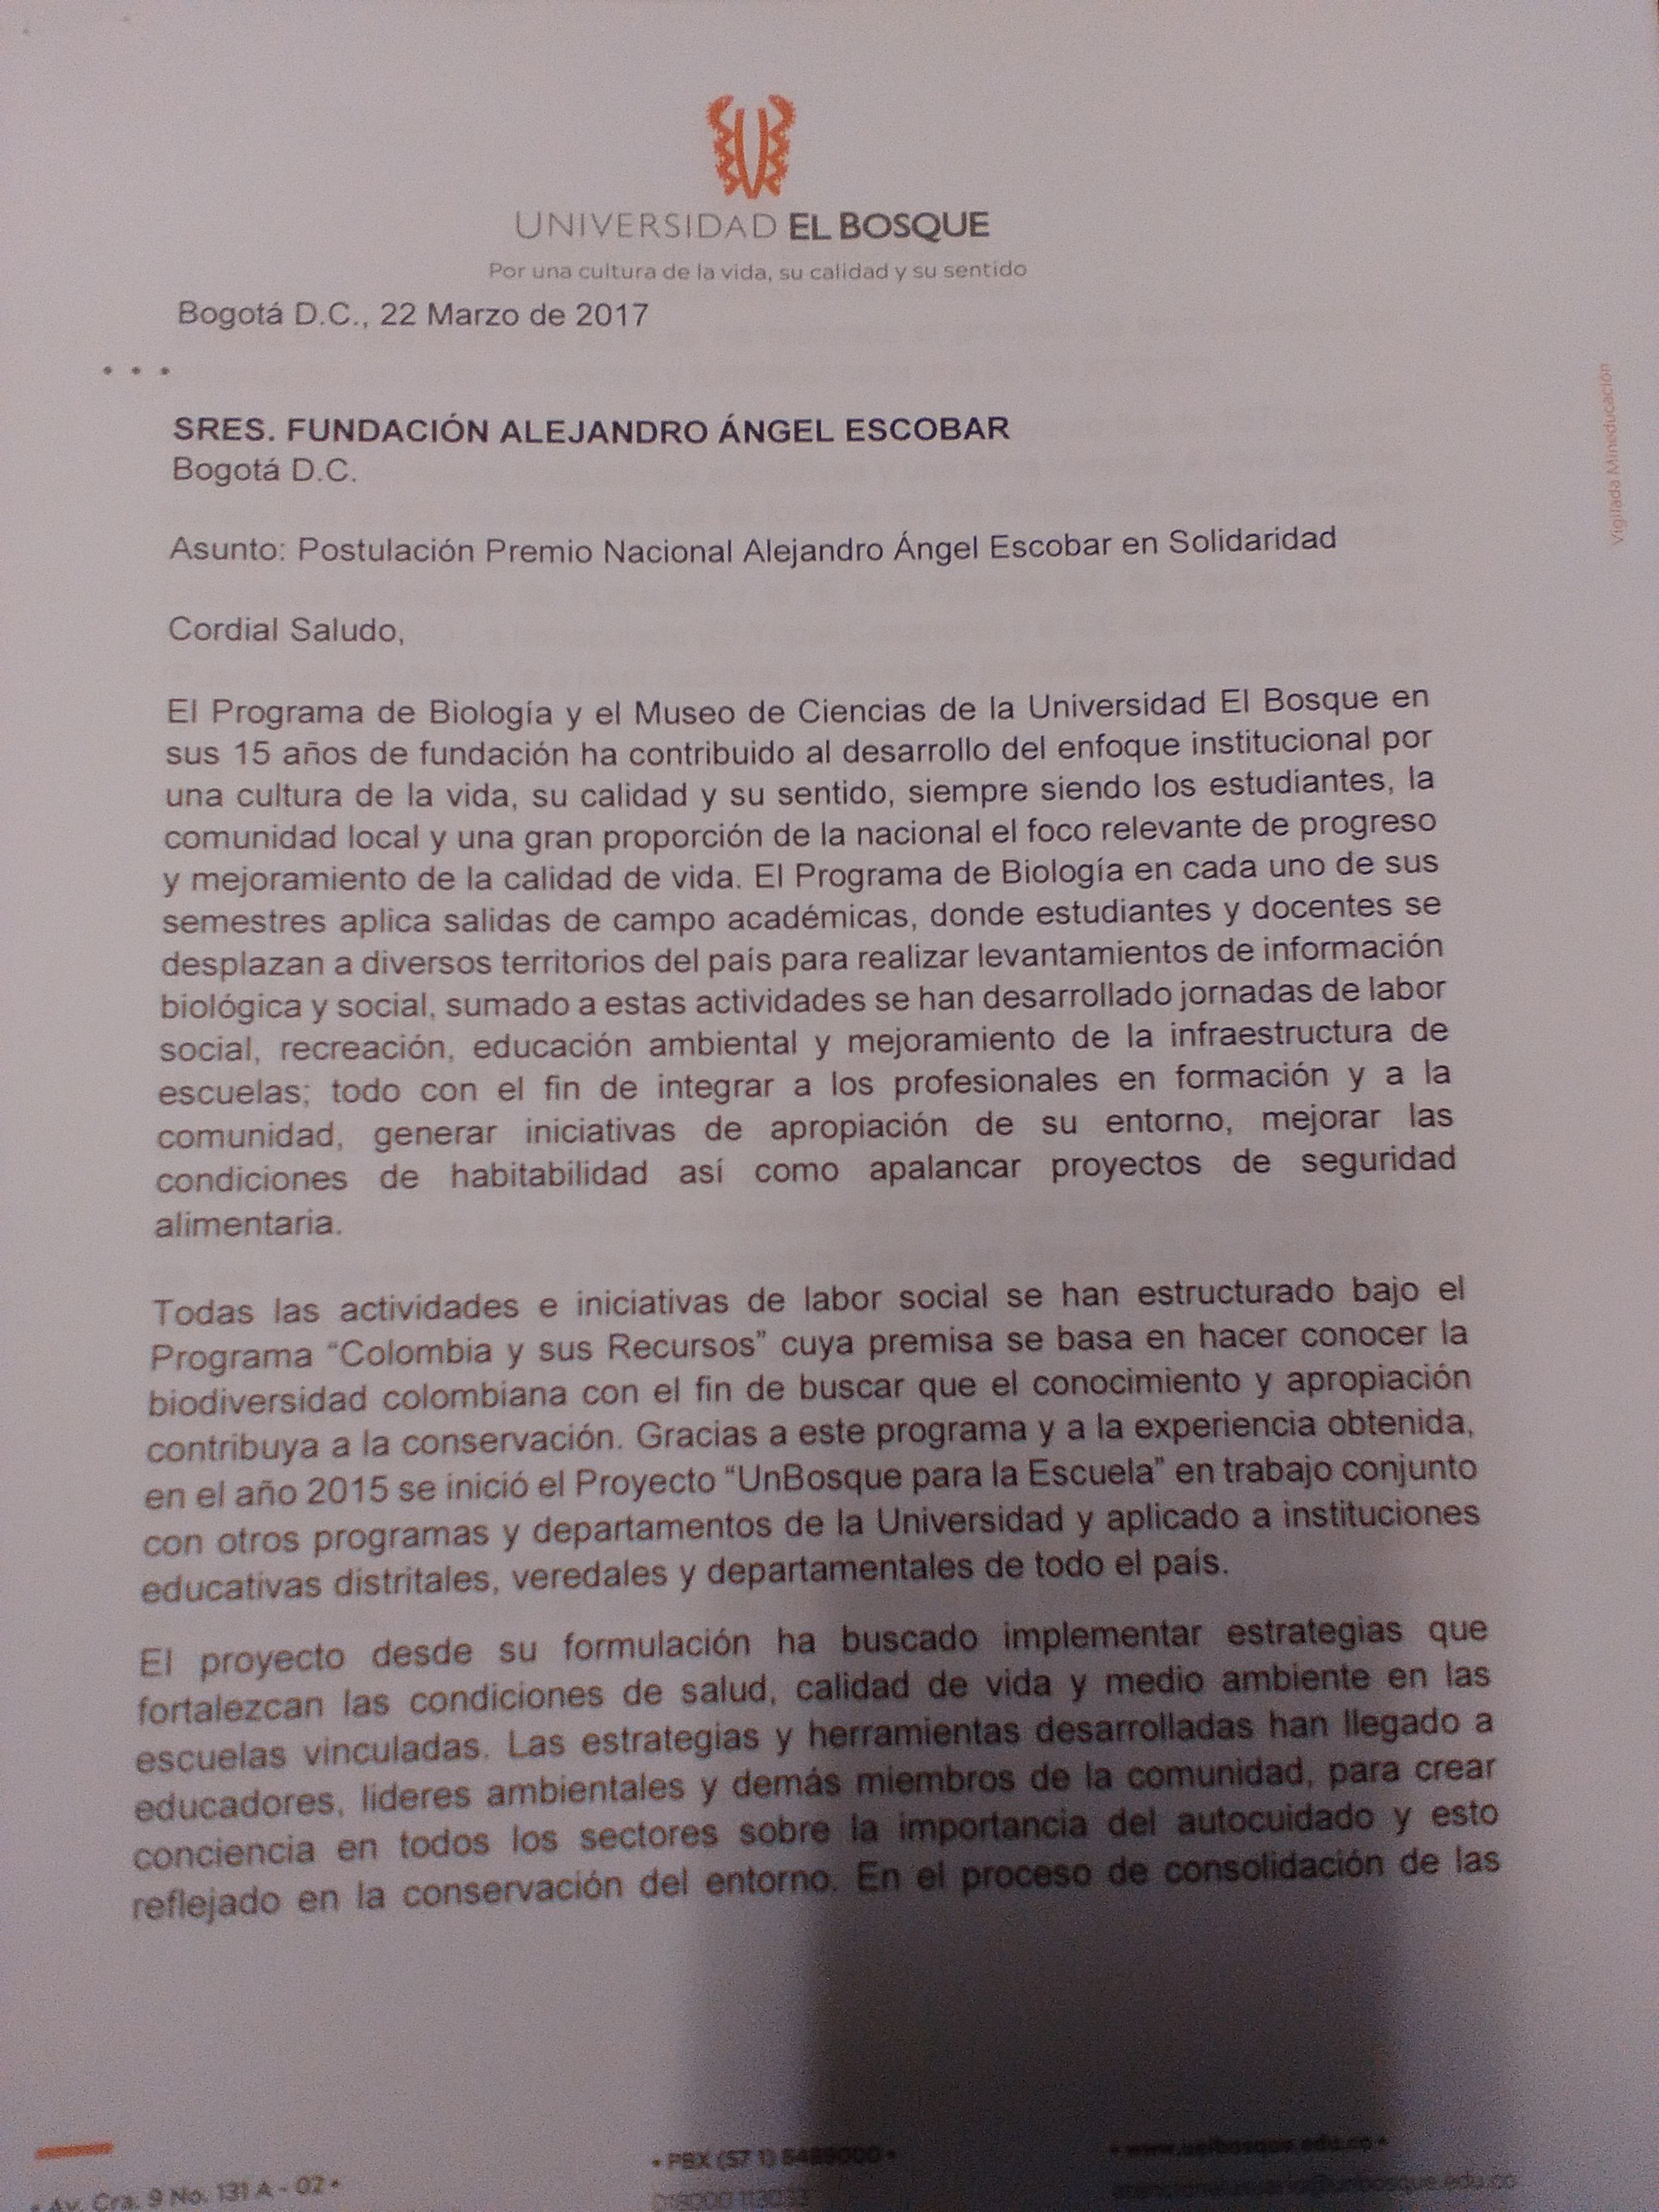 UNIVERSIDAD EL BOSQUE
Por una cultura de la vida, su calidad y su sentido
Bogotá D.C., 22 Marzo de 2017
• • •
Vigilada Mineducación
SRES. FUNDACIÓN ALEJANDRO ÁNGEL ESCOBAR
Bogotá D.C.
Asunto: Postulación Premio Nacional Alejandro Ángel Escobar en Solidaridad
Cordial Saludo,
El Programa de Biología y el Museo de Ciencias de la Universidad El Bosque en
sus 15 años de fundación ha contribuido al desarrollo del enfoque institucional por
una cultura de la vida, su calidad y su sentido, siempre siendo los estudiantes, la
comunidad local y una gran proporción de la nacional el foco relevante de progreso
y mejoramiento de la calidad de vida. El Programa de Biología en cada uno de sus
semestres aplica salidas de campo académicas, donde estudiantes y docentes se
desplazan a diversos territorios del país para realizar levantamientos de información
biológica y social, sumado a estas actividades se han desarrollado jornadas de labor
social, recreación, educación ambiental y mejoramiento de la infraestructura de
escuelas; todo con el fin de integrar a los profesionales en formación y a la
comunidad, generar iniciativas de apropiación de su entorno, mejorar las
condiciones de habitabilidad así como apalancar proyectos de seguridad
alimentaria.
Todas las actividades e iniciativas de labor social se han estructurado bajo el
Programa “Colombia y sus Recursos” cuya premisa se basa en hacer conocer la
biodiversidad colombiana con el fin de buscar que el conocimiento y apropiación
contribuya a la conservación. Gracias a este programa y a la experiencia obtenida,
en el año 2015 se inició el Proyecto “UnBosque para la Escuela” en trabajo conjunto
con otros programas y departamentos de la Universidad y aplicado a instituciones
educativas distritales, veredales y departamentales de todo el país.
El proyecto desde su formulación ha buscado implementar estrategias que
fortalezcan las condiciones de salud, calidad de vida y medio ambiente en las
escuelas vinculadas. Las estrategias y herramientas desarrolladas han llegado a
educadores, lideres ambientales y demás miembros de la comunidad, para crear
conciencia en todos los sectores sobre la importancia del autocuidado y esto
reflejado en la conservación del entorno. En el proceso de consolidación de las
• Av. Cra. 9 No. 131 A - 02 •
• PBX (57 1) 6489000 •
• www.unbosque.edu.co •